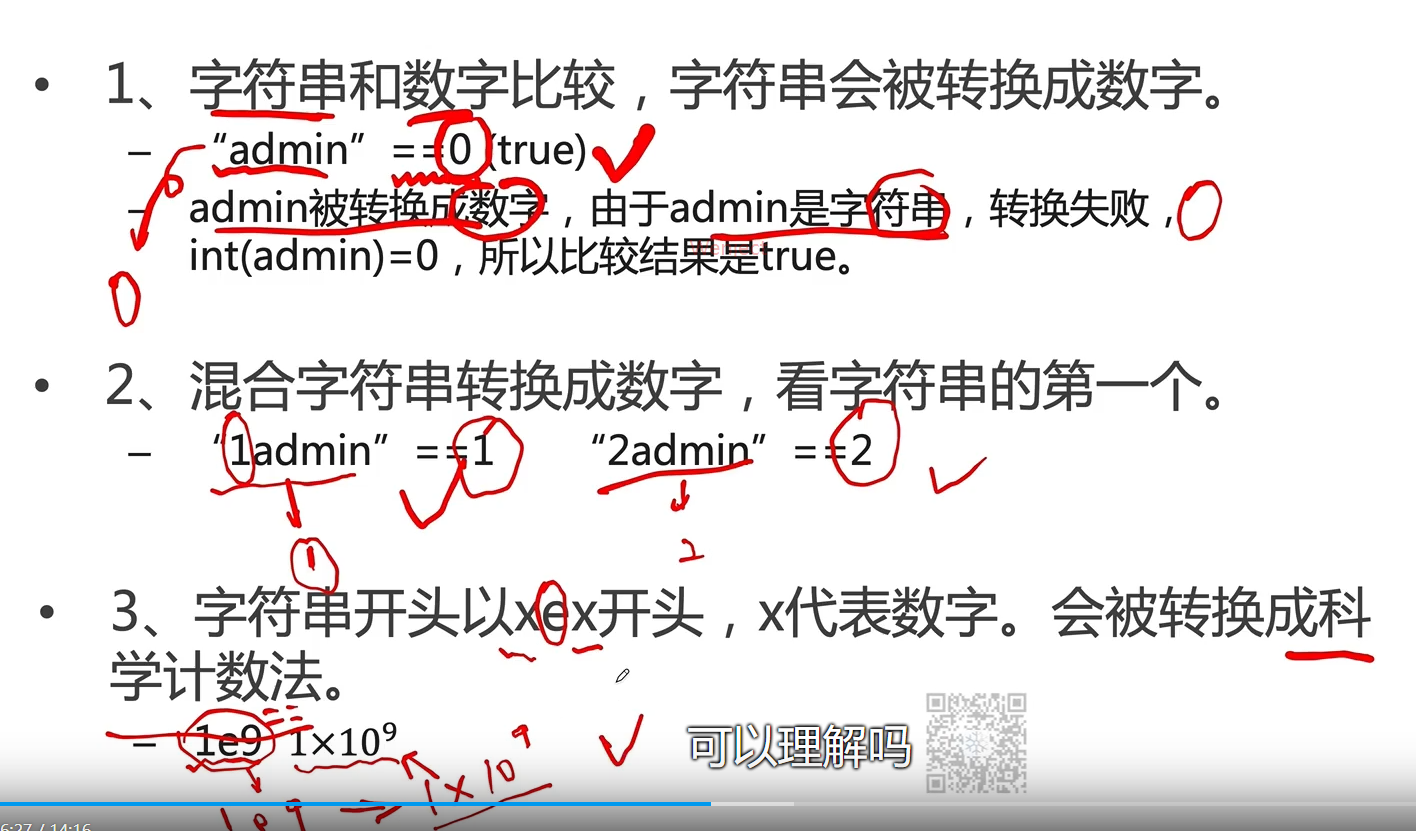 • 1、字符串和数字比较，字符串会被转换成数字。
– “admin” ==0 (true)
0
– admin被转换成数字，由于admin是字符串，转换失败，
int(admin)=0，所以比较结果是true。
0
• 2、混合字符串转换成数字，看字符串的第一个。
– “1admin” ==1 “2admin” ==2
1
2
• 3、字符串开头以xex开头，x代表数字。会被转换成科
学计数法。
– 1e9 1×10⁹
可以理解吗
1e9 1×10⁹
6:27 / 14:16